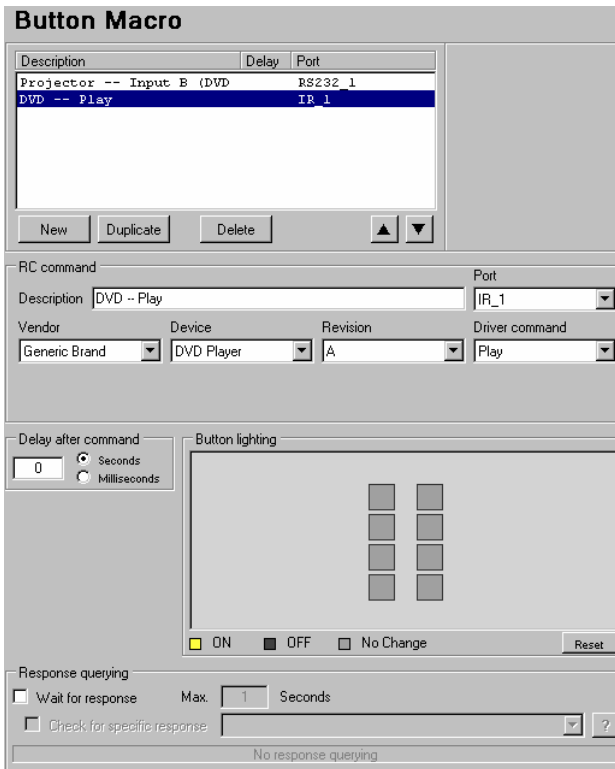 Button Macro
Description Delay Port
Projector -- Input B (DVD RS232_1
DVD -- Play IR_1
New Duplicate Delete
RC command
Port
Description DVD -- Play IR_1
Vendor Device Revision Driver command
Generic Brand DVD Player A Play
Delay after command Button lighting
0 Seconds
Milliseconds
ON OFF No Change Reset
Response querying
Wait for response Max. 1 Seconds
Check for specific response ?
No response querying